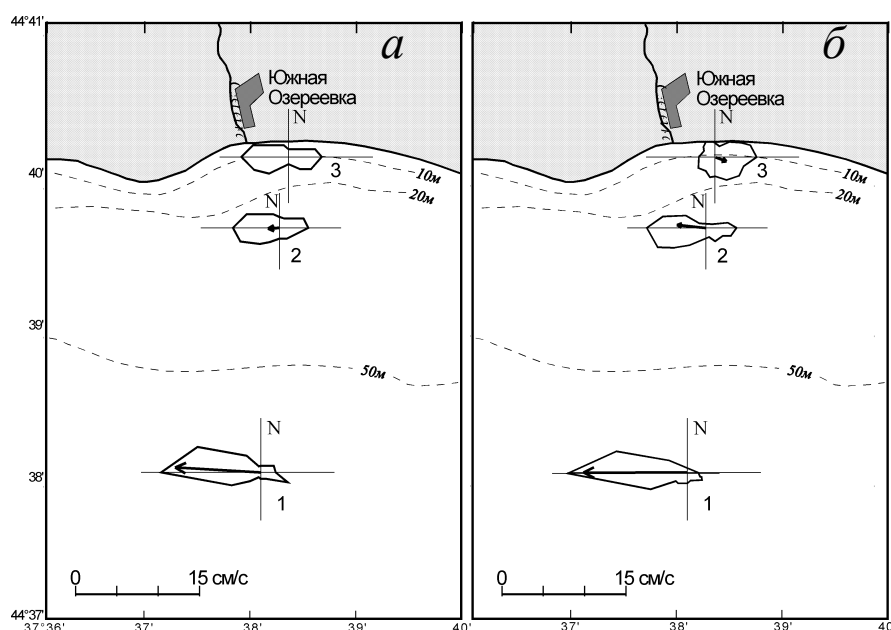 44°41'
а
б
Южная
Озереевка
N
3
10м
20м
N
2
50м
N
1
0 15 см/с
Южная
Озереевка
N
3
10м
20м
N
2
50м
N
1
0 15 см/с
40'
39'
38'
44°37'
37°36' 37' 38' 39' 40' 37' 38' 39' 40'